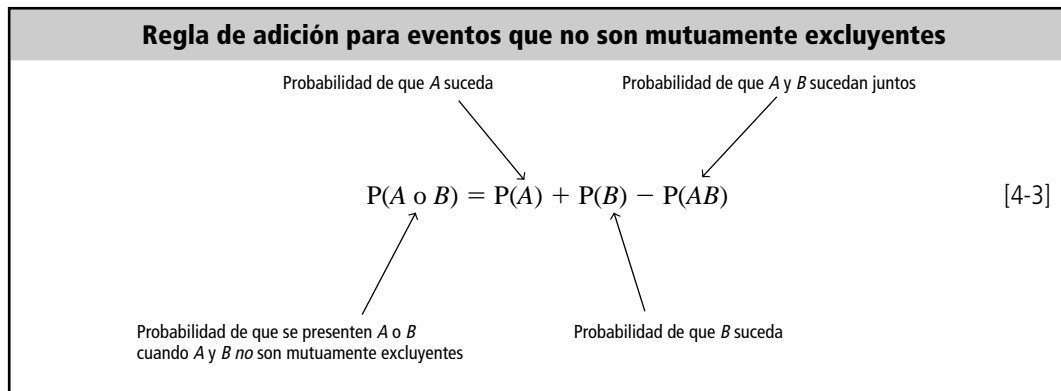 Regla de adición para eventos que no son mutuamente excluyentes
Probabilidad de que A suceda
Probabilidad de que A y B sucedan juntos
P(A o B) = P(A) + P(B) − P(AB)
[4-3]
Probabilidad de que se presenten A o B
cuando A y B no son mutuamente excluyentes
Probabilidad de que B suceda